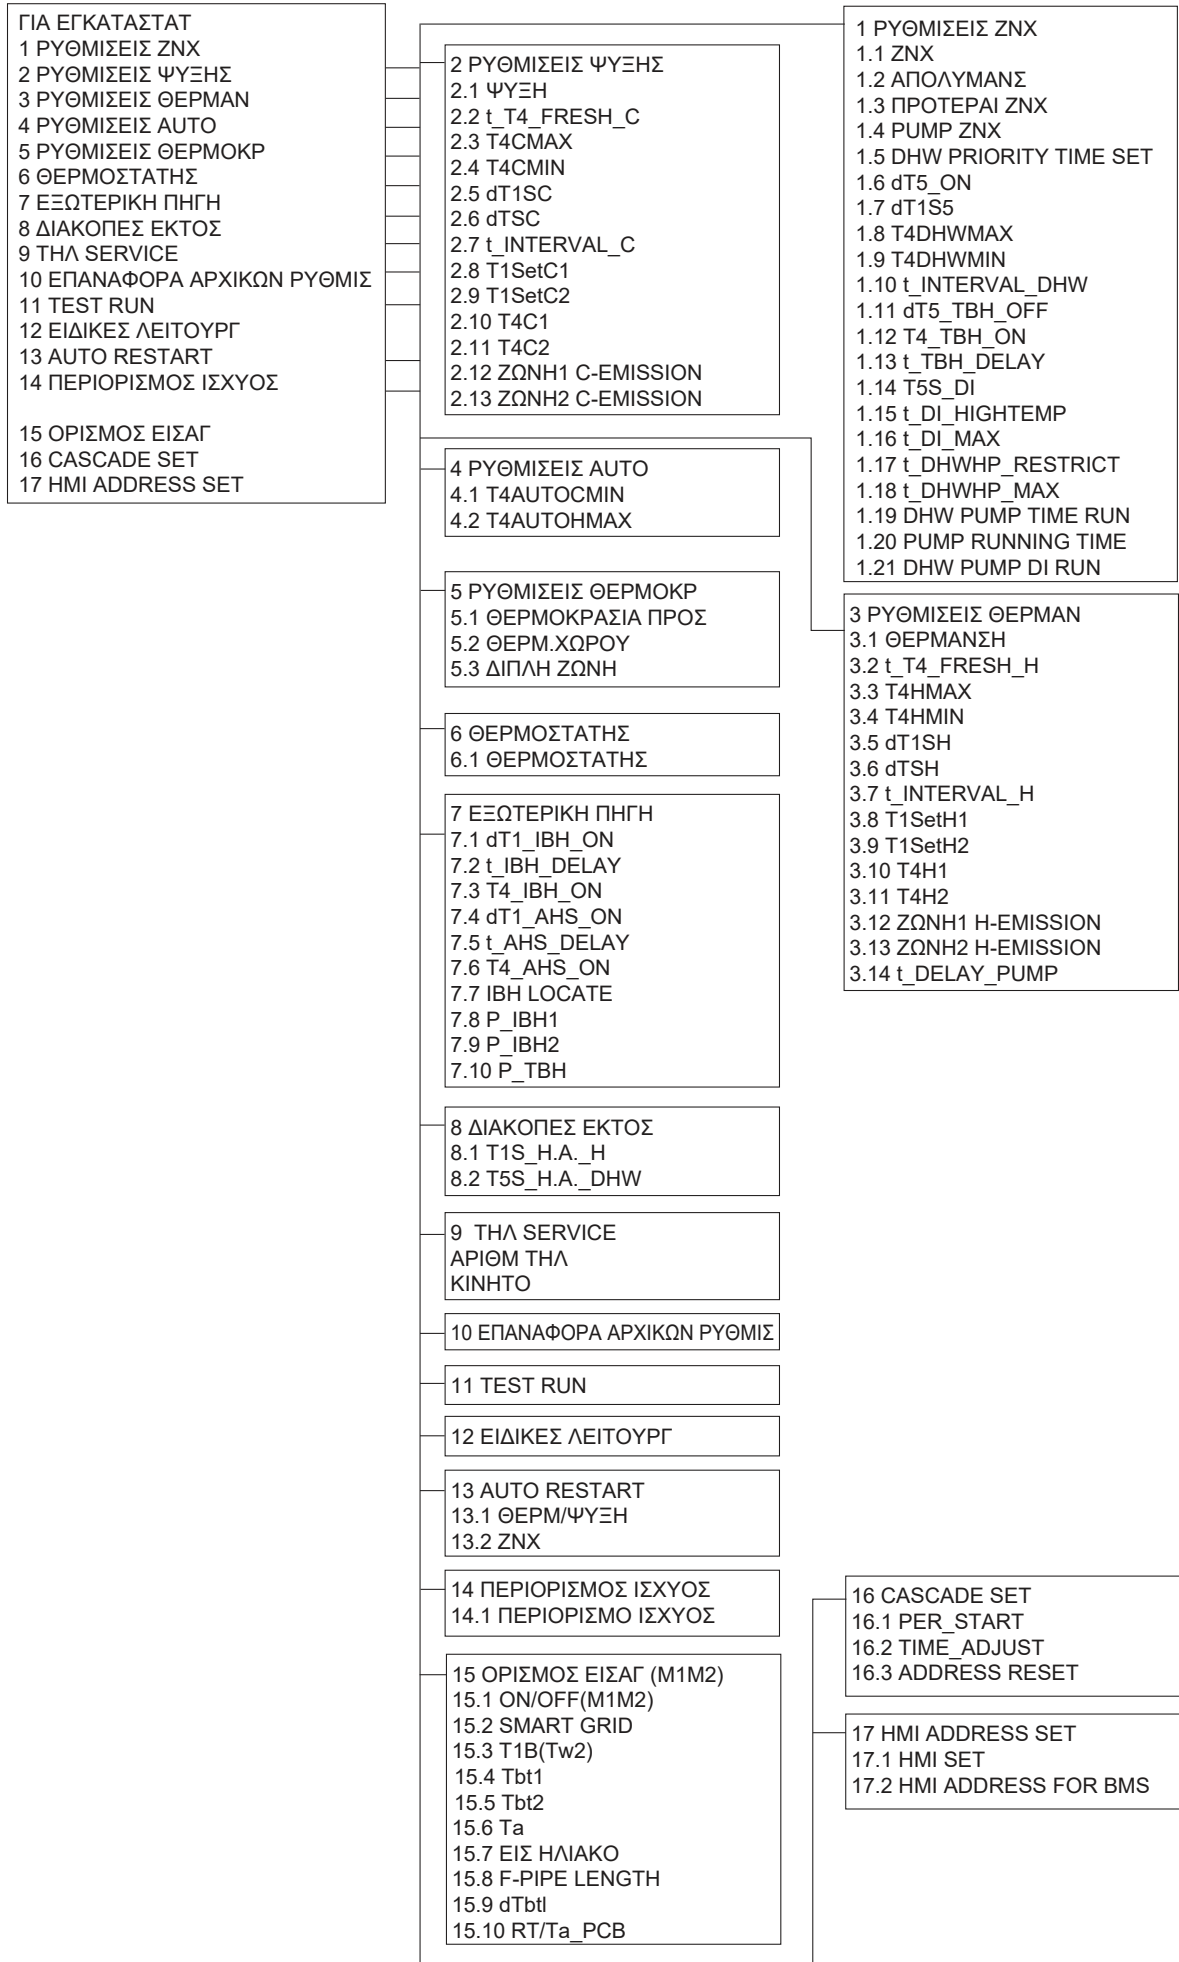 ΓΙΑ ΕΓΚΑΤΑΣΤΑΤ
1 ΡΥΘΜΙΣΕΙΣ ΖΝΧ
2 ΡΥΘΜΙΣΕΙΣ ΨΥΞΗΣ
3 ΡΥΘΜΙΣΕΙΣ ΘΕΡΜΑΝ
4 ΡΥΘΜΙΣΕΙΣ AUTO
5 ΡΥΘΜΙΣΕΙΣ ΘΕΡΜΟΚΡ
6 ΘΕΡΜΟΣΤΑΤΗΣ
7 ΕΞΩΤΕΡΙΚΗ ΠΗΓΗ
8 ΔΙΑΚΟΠΕΣ ΕΚΤΟΣ
9 ΤΗΛ SERVICE
10 ΕΠΑΝΑΦΟΡΑ ΑΡΧΙΚΩΝ ΡΥΘΜΙΣ
11 TEST RUN
12 ΕΙΔΙΚΕΣ ΛΕΙΤΟΥΡΓ
13 AUTO RESTART
14 ΠΕΡΙΟΡΙΣΜΟΣ ΙΣΧΥΟΣ
15 ΟΡΙΣΜΟΣ ΕΙΣΑΓ
16 CASCADE SET
17 HMI ADDRESS SET
2 ΡΥΘΜΙΣΕΙΣ ΨΥΞΗΣ
2.1 ΨΥΞΗ
2.2 t_T4_FRESH_C
2.3 T4CMAX
2.4 T4CMIN
2.5 dT1SC
2.6 dTSC
2.7 t_INTERVAL_C
2.8 T1SetC1
2.9 T1SetC2
2.10 T4C1
2.11 T4C2
2.12 ΖΩΝΗ1 C-EMISSION
2.13 ΖΩΝΗ2 C-EMISSION
4 ΡΥΘΜΙΣΕΙΣ AUTO
4.1 T4AUTOCMIN
4.2 T4AUTOHMAX
5 ΡΥΘΜΙΣΕΙΣ ΘΕΡΜΟΚΡ
5.1 ΘΕΡΜΟΚΡΑΣΙΑ ΠΡΟΣ
5.2 ΘΕΡΜ.ΧΩΡΟΥ
5.3 ΔΙΠΛΗ ΖΩΝΗ
6 ΘΕΡΜΟΣΤΑΤΗΣ
6.1 ΘΕΡΜΟΣΤΑΤΗΣ
7 ΕΞΩΤΕΡΙΚΗ ΠΗΓΗ
7.1 dT1_IBH_ON
7.2 t_IBH_DELAY
7.3 T4_IBH_ON
7.4 dT1_AHS_ON
7.5 t_AHS_DELAY
7.6 T4_AHS_ON
7.7 IBH LOCATE
7.8 P_IBH1
7.9 P_IBH2
7.10 P_TBH
8 ΔΙΑΚΟΠΕΣ ΕΚΤΟΣ
8.1 T1S_H.A._H
8.2 T5S_H.A._DHW
9 ΤΗΛ SERVICE
ΑΡΙΘΜ ΤΗΛ
ΚΙΝΗΤΟ
10 ΕΠΑΝΑΦΟΡΑ ΑΡΧΙΚΩΝ ΡΥΘΜΙΣ
11 TEST RUN
12 ΕΙΔΙΚΕΣ ΛΕΙΤΟΥΡΓ
13 AUTO RESTART
13.1 ΘΕΡΜ/ΨΥΞΗ
13.2 ΖΝΧ
14 ΠΕΡΙΟΡΙΣΜΟΣ ΙΣΧΥΟΣ
14.1 ΠΕΡΙΟΡΙΣΜΟ ΙΣΧΥΟΣ
15 ΟΡΙΣΜΟΣ ΕΙΣΑΓ (M1M2)
15.1 ON/OFF(M1M2)
15.2 SMART GRID
15.3 T1B(Tw2)
15.4 Tbt1
15.5 Tbt2
15.6 Ta
15.7 ΕΙΣ ΗΛΙΑΚΟ
15.8 F-PIPE LENGTH
15.9 dTbtl
15.10 RT/Ta_PCB
1 ΡΥΘΜΙΣΕΙΣ ΖΝΧ
1.1 ΖΝΧ
1.2 ΑΠΟΛΥΜΑΝΣ
1.3 ΠΡΟΤΕΡΑΙ ΖΝΧ
1.4 PUMP ΖΝΧ
1.5 DHW PRIORITY TIME SET
1.6 dT5_ON
1.7 dT1S5
1.8 T4DHWMAX
1.9 T4DHWMIN
1.10 t_INTERVAL_DHW
1.11 dT5_TBH_OFF
1.12 T4_TBH_ON
1.13 t_TBH_DELAY
1.14 T5S_DI
1.15 t_DI_HIGHTEMP
1.16 t_DI_MAX
1.17 t_DHWHP_RESTRICT
1.18 t_DHWHP_MAX
1.19 DHW PUMP TIME RUN
1.20 PUMP RUNNING TIME
1.21 DHW PUMP DI RUN
3 ΡΥΘΜΙΣΕΙΣ ΘΕΡΜΑΝ
3.1 ΘΕΡΜΑΝΣΗ
3.2 t_T4_FRESH_H
3.3 T4HMAX
3.4 T4HMIN
3.5 dT1SH
3.6 dTSH
3.7 t_INTERVAL_H
3.8 T1SetH1
3.9 T1SetH2
3.10 T4H1
3.11 T4H2
3.12 ΖΩΝΗ1 H-EMISSION
3.13 ΖΩΝΗ2 H-EMISSION
3.14 t_DELAY_PUMP
16 CASCADE SET
16.1 PER_START
16.2 TIME_ADJUST
16.3 ADDRESS RESET
17 HMI ADDRESS SET
17.1 HMI SET
17.2 HMI ADDRESS FOR BMS